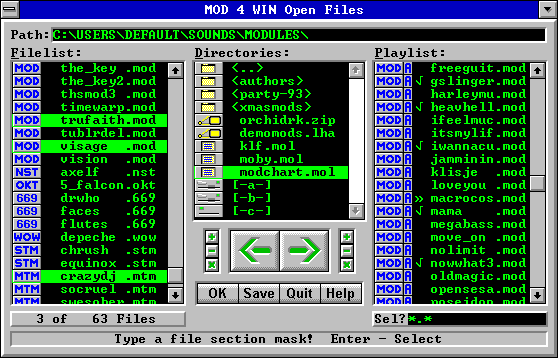 MOD 4 WIN Open Files
Path: C:\USERS\DEFAULT\SOUNDS\MODULES\
Filelist:
MOD the_key .mod
MOD the_key2.mod
MOD thsmod3 .mod
MOD timewarp.mod
MOD trufaith.mod
MOD tublrdel.mod
MOD visage .mod
MOD vision .mod
NST axelf .nst
OKT 5_falcon.okt
669 drwho .669
669 faces .669
669 flutes .669
WOW depeche .wow
STM chrush .stm
STM equinox .stm
MTM crazydj .mtm
MTM socruel .mtm
MTM swesober.mtm
3 of 63 Files
Directories:
<..>
<authors>
<party-93>
<xmasmods>
orchidrk.zip
demomods.lha
klf.mol
moby.mol
modchart.mol
[-a-]
[-b-]
[-c-]
+ - × + - ×
OK Save Quit Help
Playlist:
MOD A freeguit.mod
MOD A √ gslinger.mod
MOD A harleymu.mod
MOD A √ heavhell.mod
MOD A ifeelmuc.mod
MOD A itsmylif.mod
MOD A √ iwannacu.mod
MOD A jamminin.mod
MOD A klisje .mod
MOD A loveyou .mod
MOD A » macrocos.mod
MOD A √ mama .mod
MOD A megabass.mod
MOD A move_on .mod
MOD A nolimit .mod
MOD A √ nowwhat3.mod
MOD A oldmagic.mod
MOD A opensesa.mod
MOD A poseidon.mod
Sel? *.*
Type a file section mask! Enter - Select